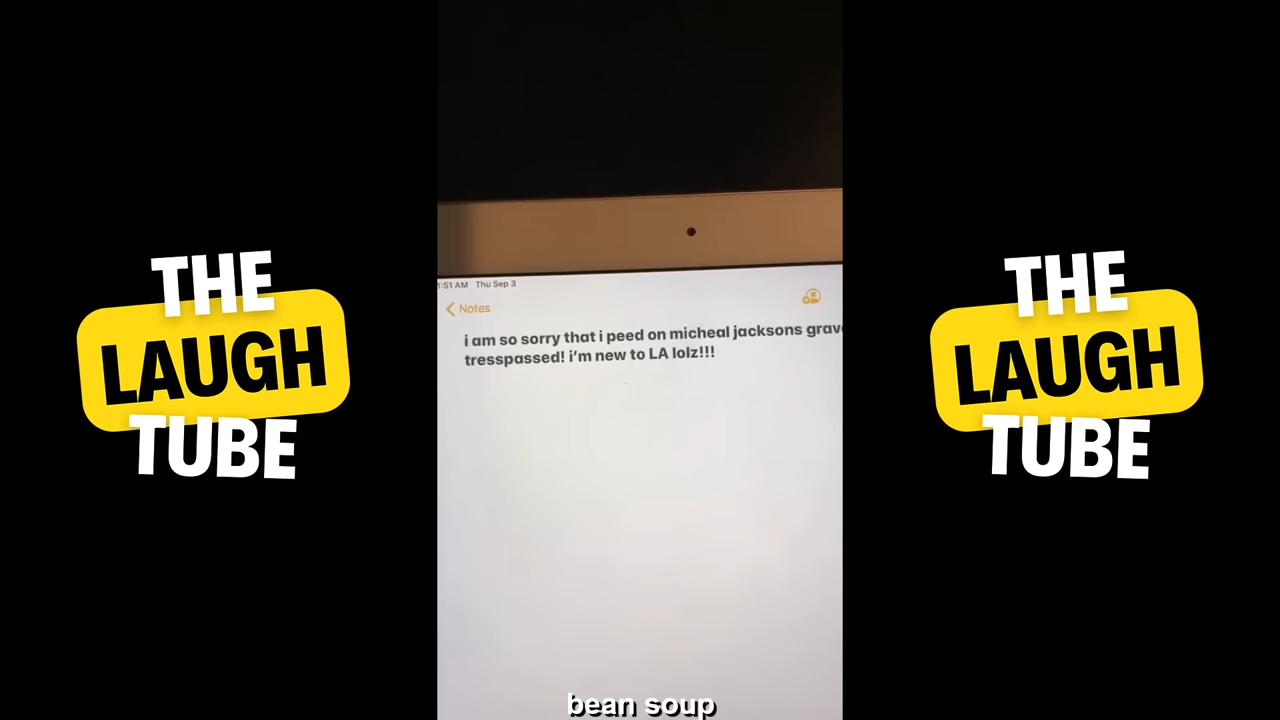 THE
LAUGH
TUBE
1:51 AM Thu Sep 3
Notes
i am so sorry that i peed on micheal jacksons
tresspassed! i'm new to LA lolz!!!
bean soup
THE
LAUGH
TUBE